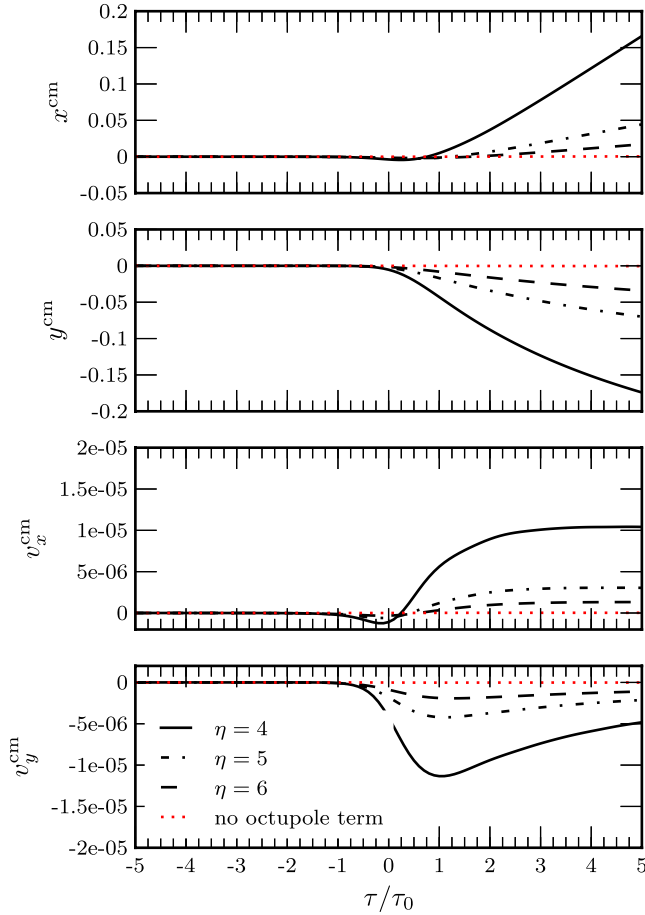 0.2
0.15
0.1
0.05
0
-0.05
x^cm
0.05
0
-0.05
-0.1
-0.15
-0.2
y^cm
2e-05
1.5e-05
1e-05
5e-06
0
v_x^cm
0
-5e-06
-1e-05
-1.5e-05
-2e-05
v_y^cm
η = 4
η = 5
η = 6
no octupole term
-5 -4 -3 -2 -1 0 1 2 3 4 5
τ/τ₀